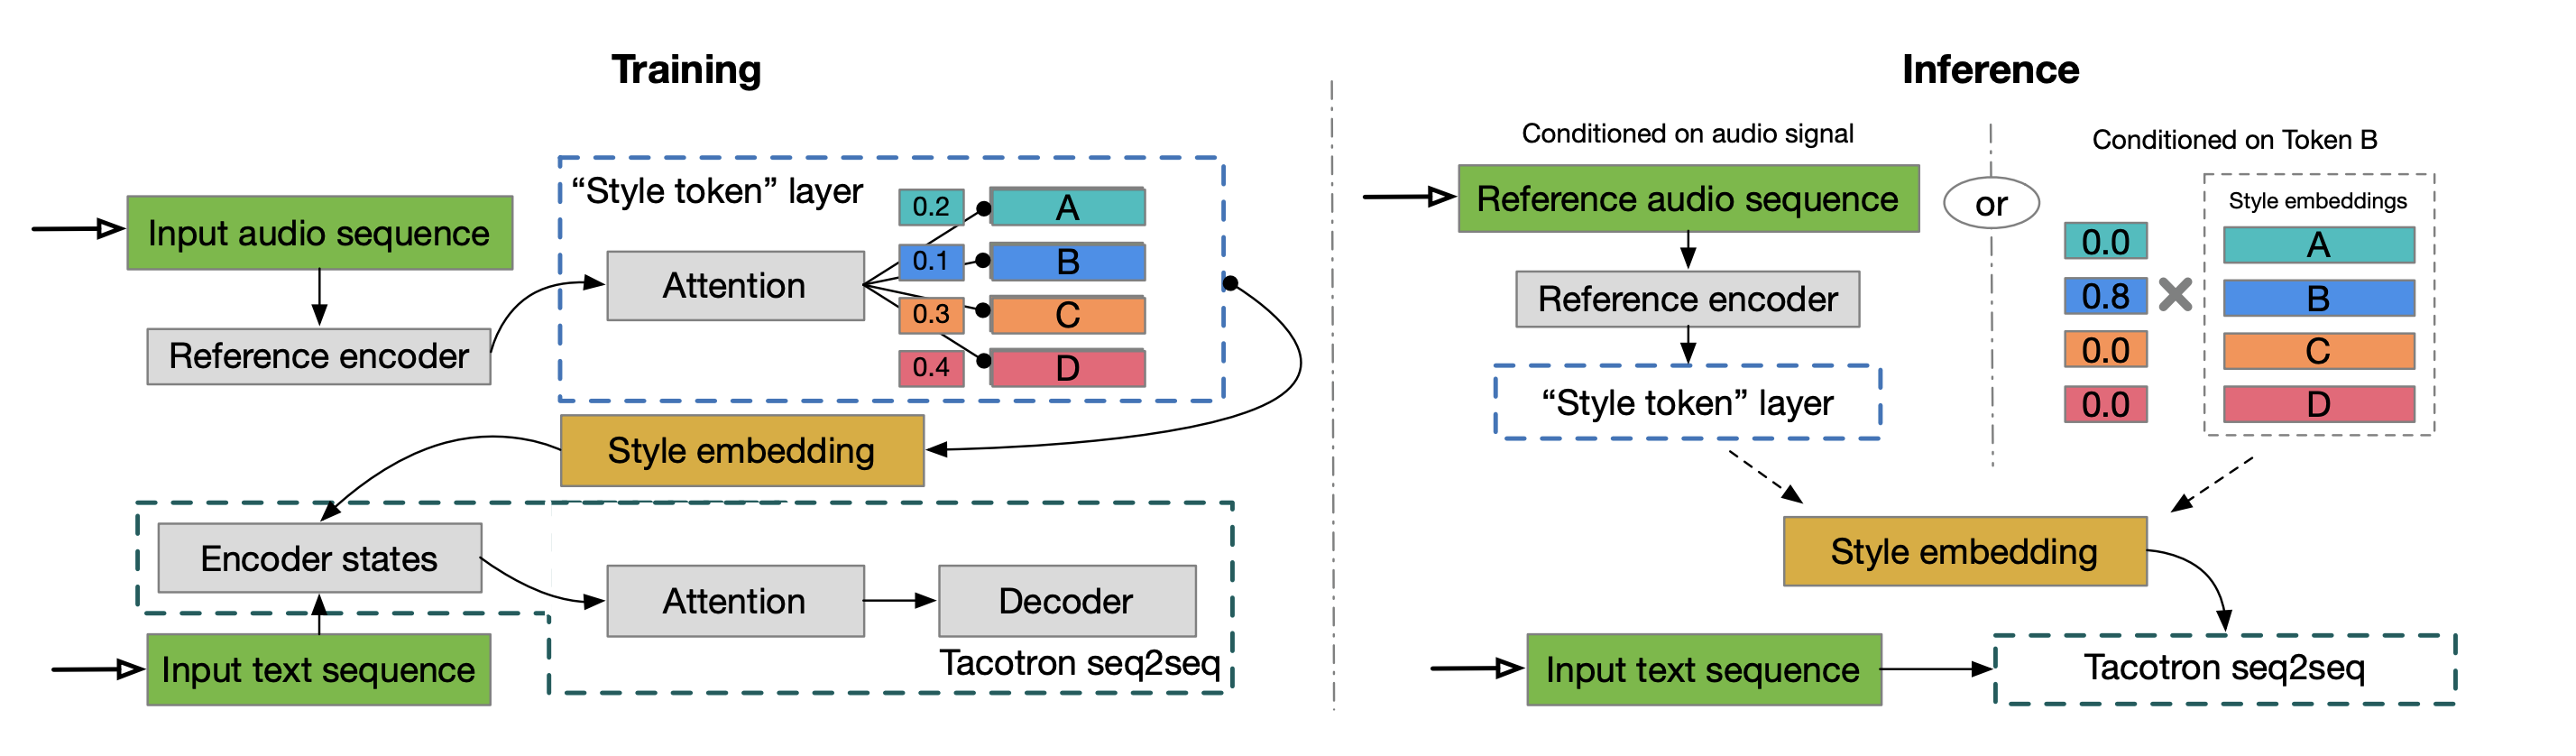 Training
Input audio sequence
Reference encoder
“Style token” layer
Attention
0.2
A
0.1
B
0.3
C
0.4
D
Style embedding
Encoder states
Attention
Decoder
Tacotron seq2seq
Input text sequence
Inference
Conditioned on audio signal
Reference audio sequence
Reference encoder
“Style token” layer
or
Conditioned on Token B
Style embeddings
0.0
A
0.8
B
0.0
C
0.0
D
Style embedding
Input text sequence
Tacotron seq2seq